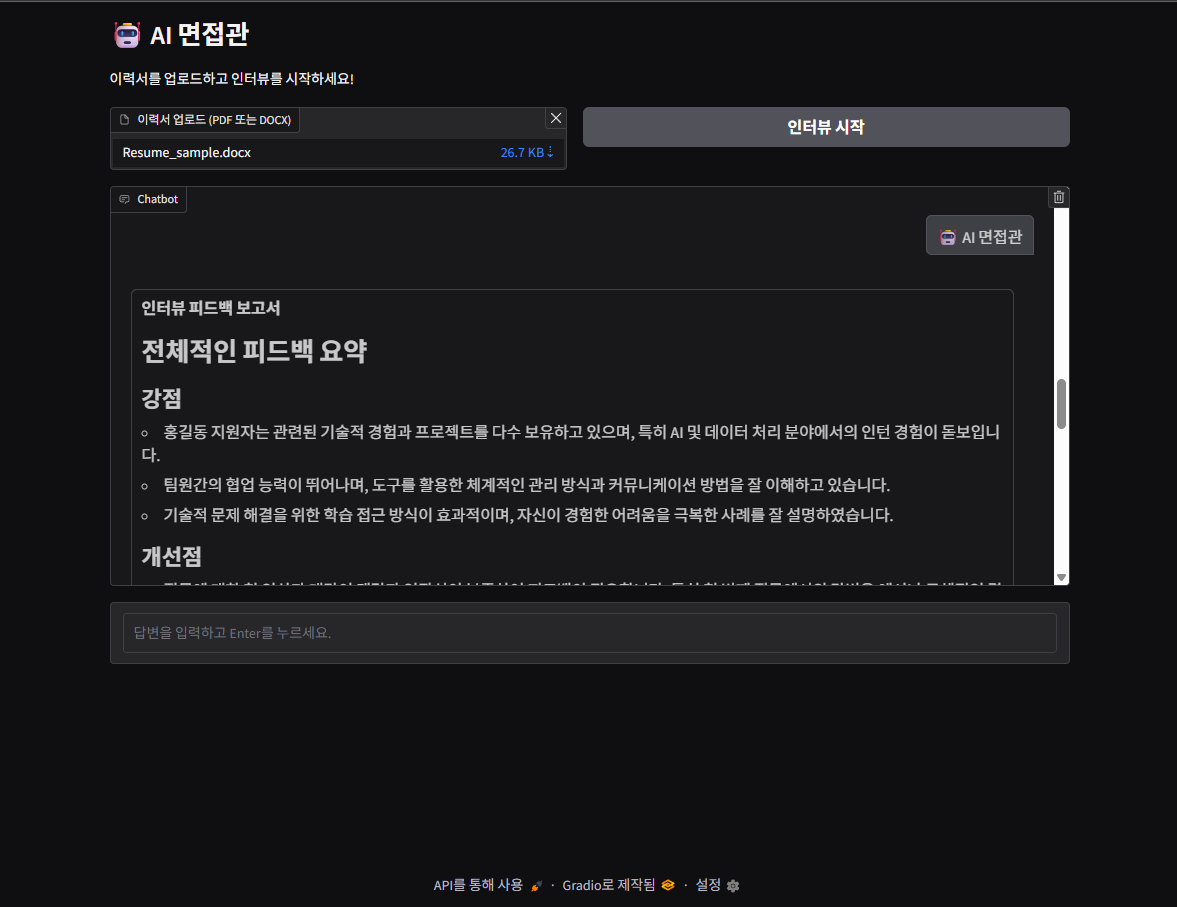 AI 면접관
이력서를 업로드하고 인터뷰를 시작하세요!
이력서 업로드 (PDF 또는 DOCX)
Resume_sample.docx 26.7 KB ⇣
인터뷰 시작
Chatbot
AI 면접관
인터뷰 피드백 보고서
전체적인 피드백 요약
강점
홍길동 지원자는 관련된 기술적 경험과 프로젝트를 다수 보유하고 있으며, 특히 AI 및 데이터 처리 분야에서의 인턴 경험이 돋보입니
다.
팀원간의 협업 능력이 뛰어나며, 도구를 활용한 체계적인 관리 방식과 커뮤니케이션 방법을 잘 이해하고 있습니다.
기술적 문제 해결을 위한 학습 접근 방식이 효과적이며, 자신이 경험한 어려움을 극복한 사례를 잘 설명하였습니다.
개선점
답변을 입력하고 Enter를 누르세요.
API를 통해 사용 · Gradio로 제작됨 · 설정